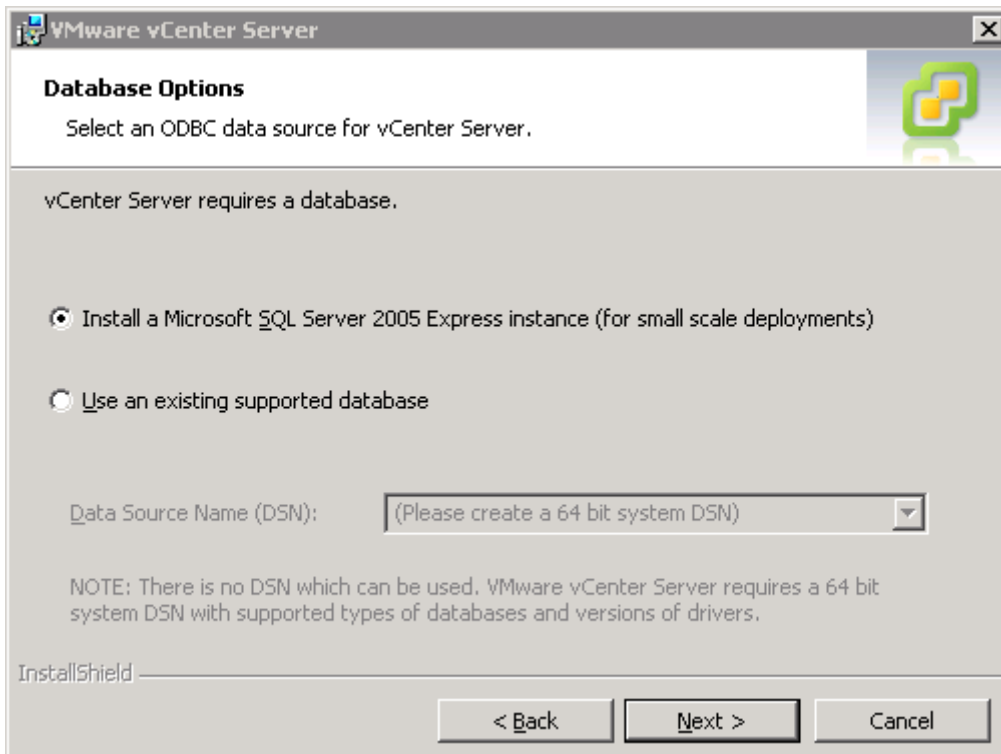 VMware vCenter Server
Database Options
Select an ODBC data source for vCenter Server.
vCenter Server requires a database.
Install a Microsoft SQL Server 2005 Express instance (for small scale deployments)
Use an existing supported database
Data Source Name (DSN):
(Please create a 64 bit system DSN)
NOTE: There is no DSN which can be used. VMware vCenter Server requires a 64 bit
system DSN with supported types of databases and versions of drivers.
InstallShield
< Back
Next >
Cancel